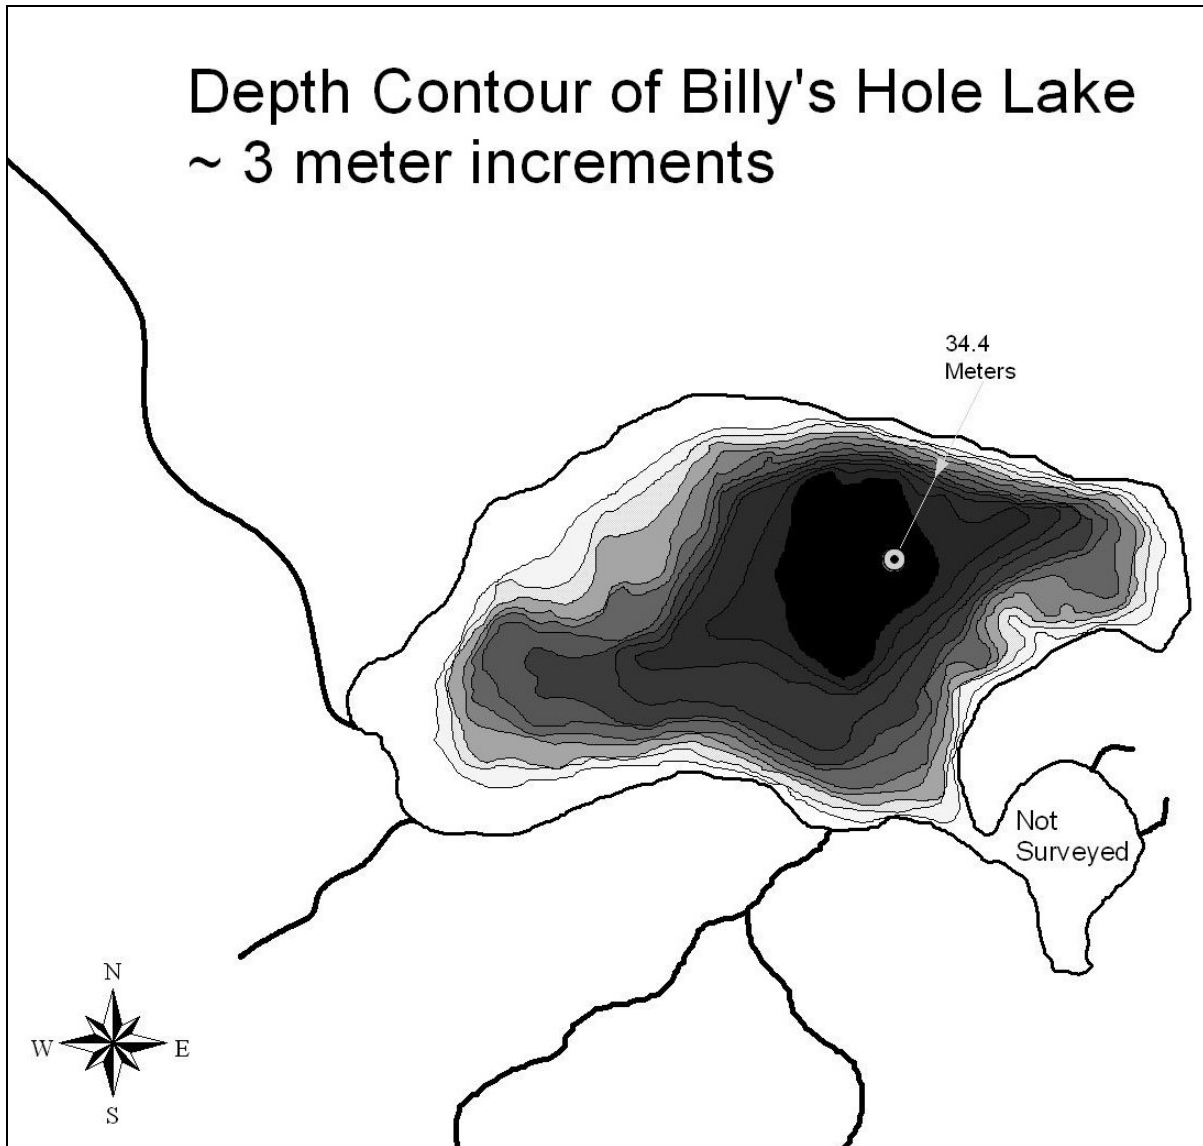 Depth Contour of Billy's Hole Lake
~ 3 meter increments
34.4
Meters
Not
Surveyed
N
W
E
S